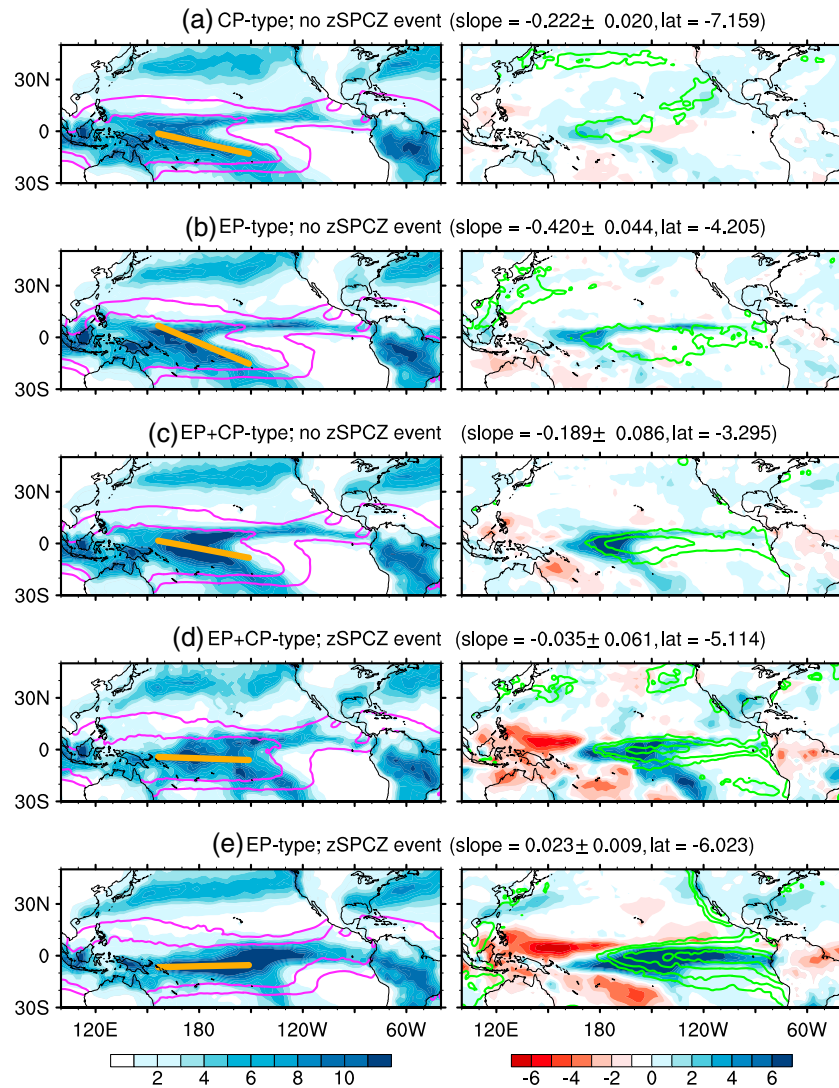 (a) CP-type; no zSPCZ event (slope = -0.222± 0.020, lat = -7.159)
30N
0
30S
(b) EP-type; no zSPCZ event (slope = -0.420± 0.044, lat = -4.205)
30N
0
30S
(c) EP+CP-type; no zSPCZ event (slope = -0.189± 0.086, lat = -3.295)
30N
0
30S
(d) EP+CP-type; zSPCZ event (slope = -0.035± 0.061, lat = -5.114)
30N
0
30S
(e) EP-type; zSPCZ event (slope = 0.023± 0.009, lat = -6.023)
30N
0
30S
120E 180 120W 60W 120E 180 120W 60W
2 4 6 8 10 -6 -4 -2 0 2 4 6